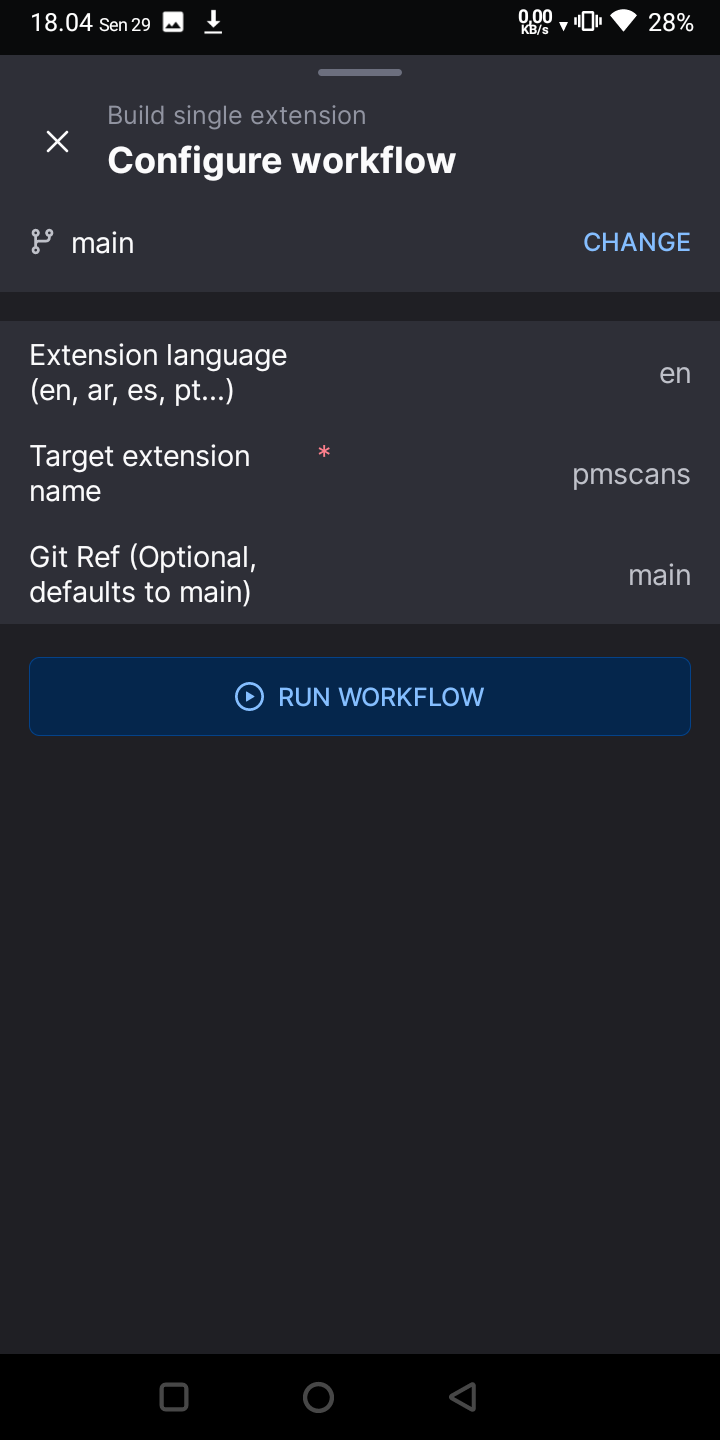 18.04 Sen 29 0,00 KB/s 28%
Build single extension
Configure workflow
main CHANGE
Extension language
(en, ar, es, pt...)
en
Target extension
name
*
pmscans
Git Ref (Optional,
defaults to main)
main
RUN WORKFLOW